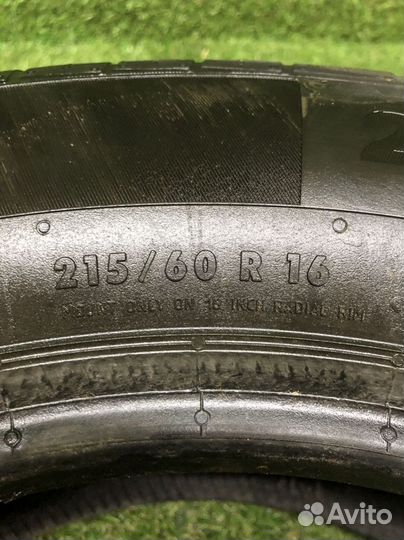 215/60 R 16
ONLY ON 16 INCH RADIAL RIM
Avito